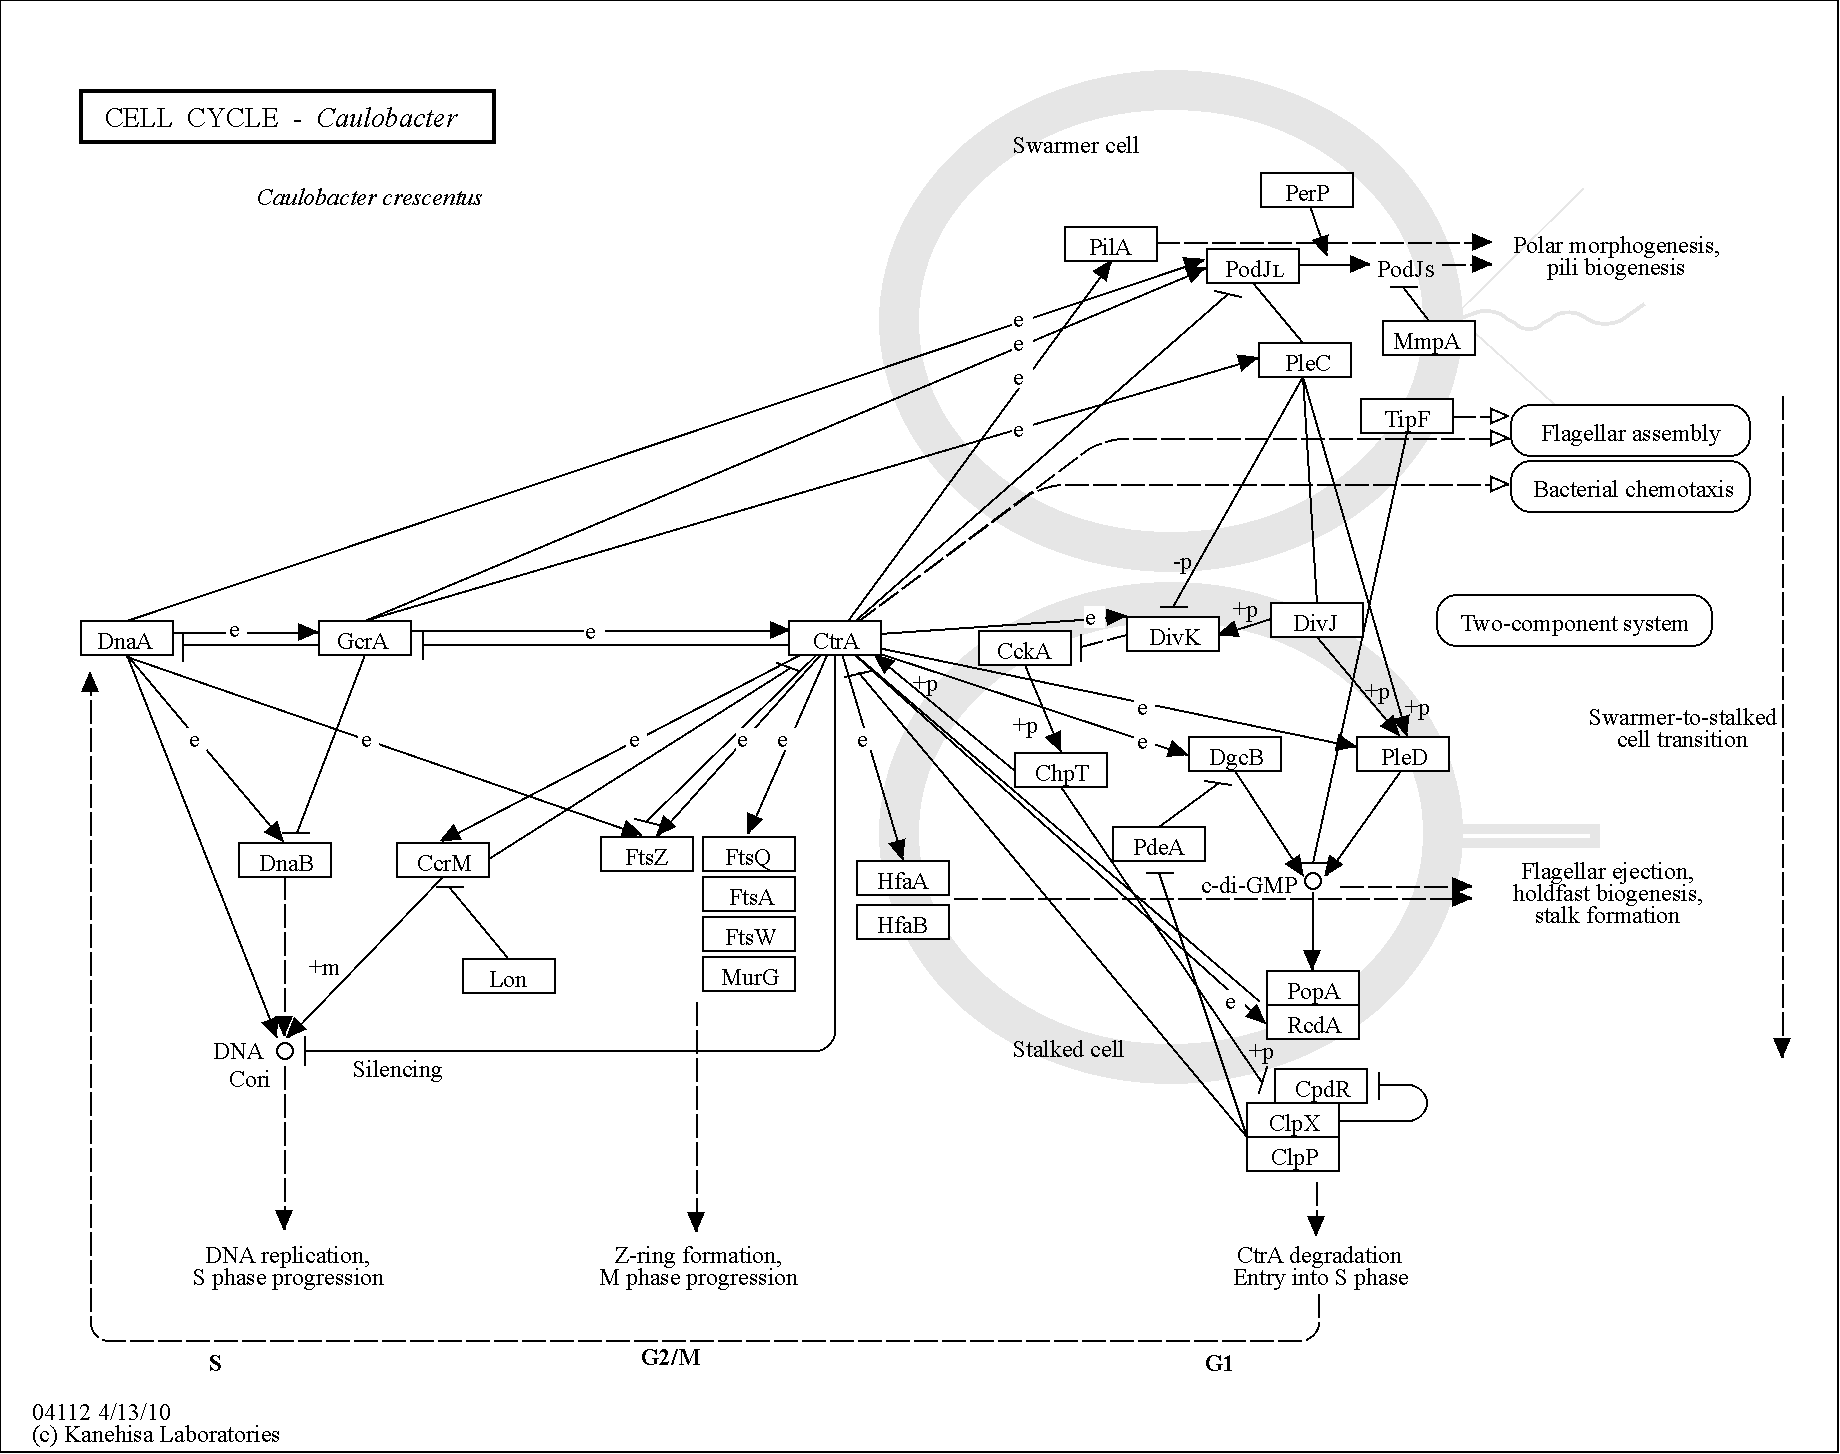 CELL CYCLE - Caulobacter
Caulobacter crescentus
Swarmer cell
PerP
PilA
PodJL
PodJs
Polar morphogenesis,
pili biogenesis
MmpA
PleC
TipF
Flagellar assembly
Bacterial chemotaxis
e
e
e
e
-p
DnaA
e
GcrA
e
CtrA
e
DivK
+p
DivJ
CckA
Two-component system
+p
+p
+p
+p
e
e
Swarmer-to-stalked
cell transition
e
e
e
e
e
e
ChpT
DgcB
PleD
DnaB
CcrM
FtsZ
FtsQ
FtsA
FtsW
MurG
HfaA
HfaB
PdeA
c-di-GMP
Flagellar ejection,
holdfast biogenesis,
stalk formation
+m
Lon
PopA
RcdA
e
DNA
Cori
Silencing
Stalked cell
+p
CpdR
ClpX
ClpP
DNA replication,
S phase progression
Z-ring formation,
M phase progression
CtrA degradation
Entry into S phase
S
G2/M
G1
04112 4/13/10
(c) Kanehisa Laboratories